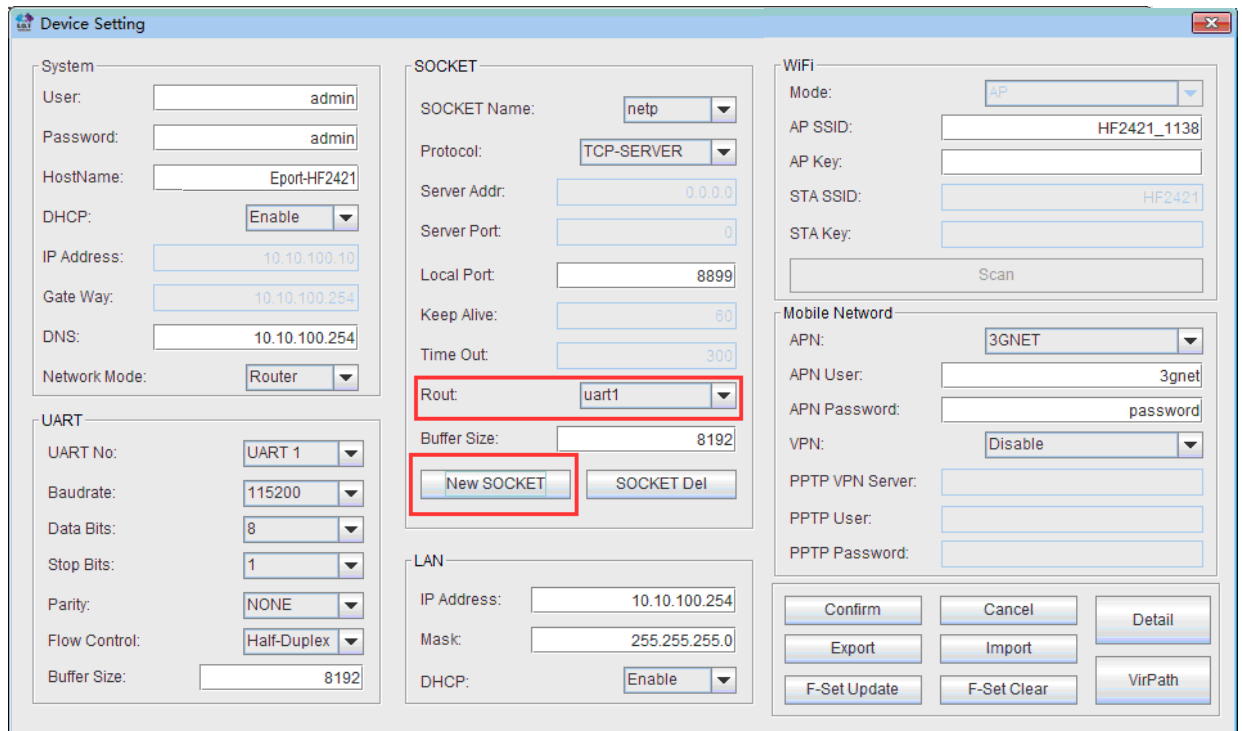 Device Setting
System
User: admin
Password: admin
HostName: Eport-HF2421
DHCP: Enable
IP Address: 10.10.100.10
Gate Way: 10.10.100.254
DNS: 10.10.100.254
Network Mode: Router
UART
UART No: UART 1
Baudrate: 115200
Data Bits: 8
Stop Bits: 1
Parity: NONE
Flow Control: Half-Duplex
Buffer Size: 8192
SOCKET
SOCKET Name: netp
Protocol: TCP-SERVER
Server Addr: 0.0.0.0
Server Port: 0
Local Port: 8899
Keep Alive: 60
Time Out: 300
Rout: uart1
Buffer Size: 8192
New SOCKET SOCKET Del
LAN
IP Address: 10.10.100.254
Mask: 255.255.255.0
DHCP: Enable
WiFi
Mode: AP
AP SSID: HF2421_1138
AP Key:
STA SSID: HF2421
STA Key:
Scan
Mobile Netword
APN: 3GNET
APN User: 3gnet
APN Password: password
VPN: Disable
PPTP VPN Server:
PPTP User:
PPTP Password:
Confirm Cancel Detail
Export Import
F-Set Update F-Set Clear VirPath